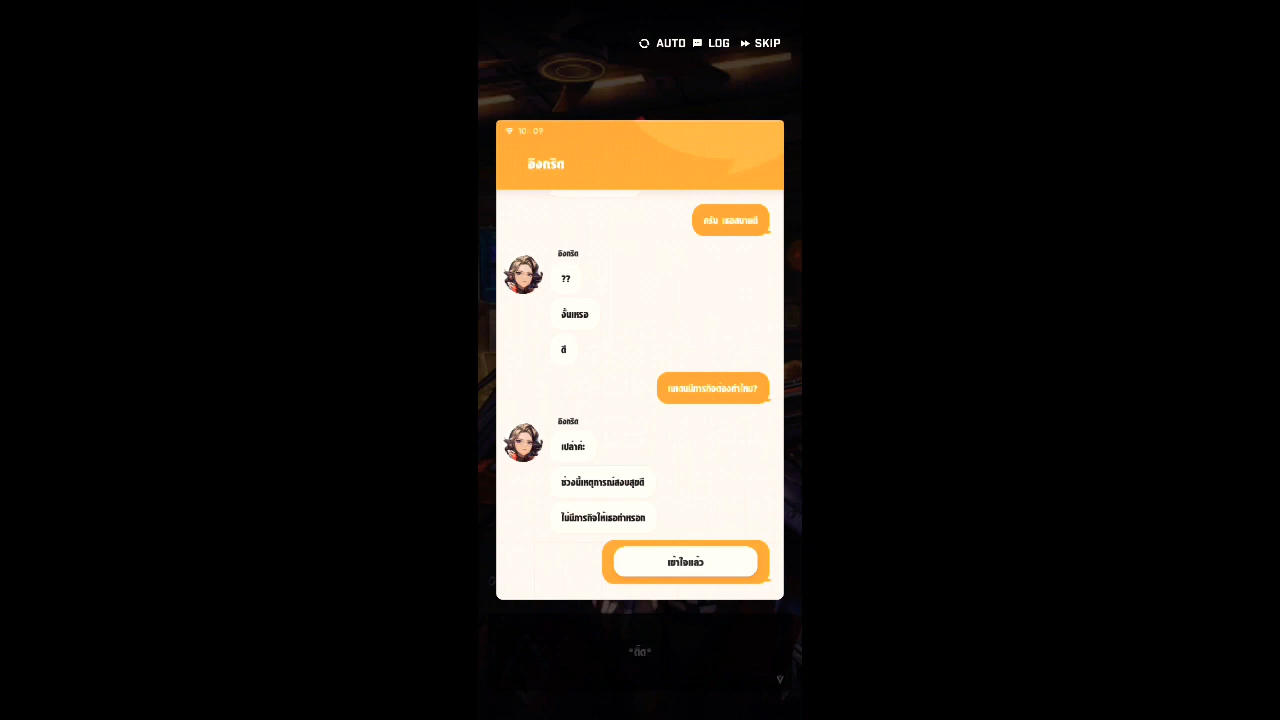 AUTO LOG SKIP
10:09
อิงกริด
ครับ เธอสบายดี
อิงกริด
??
งั้นเหรอ
ดี
เมเดนมีภารกิจต้องทำไหม?
อิงกริด
เปล่าค่ะ
ช่วงนี้เหตุการณ์สงบสุขดี
ไม่มีภารกิจให้เธอทำหรอก
เข้าใจแล้ว
*ติ๊ด*